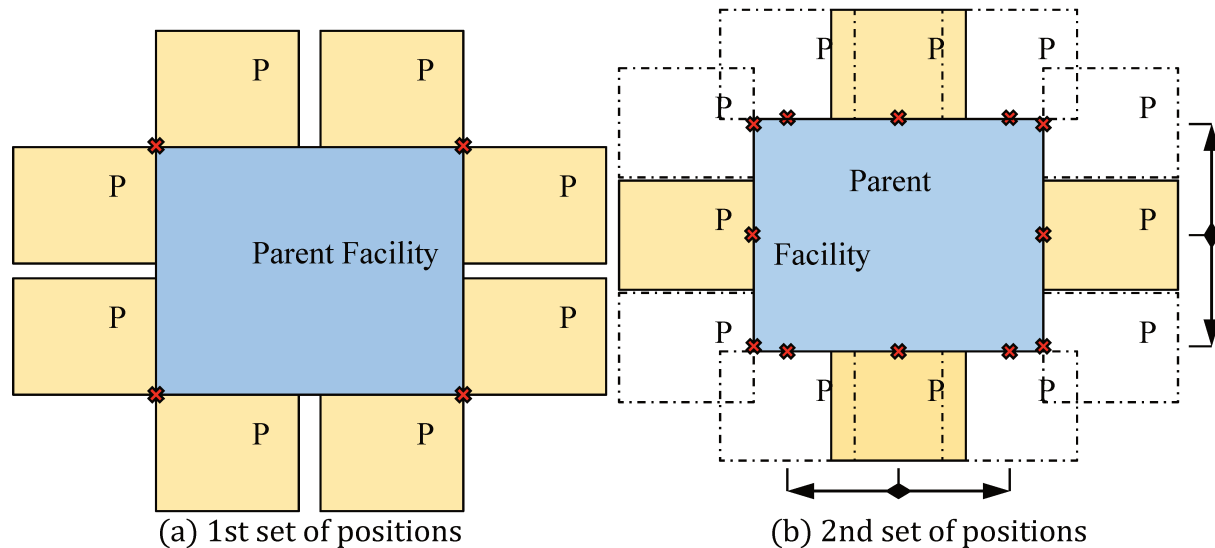 P P
P P
Parent Facility
P P
P P
(a) 1st set of positions
P P P
P P
Parent
P P
Facility
P P
P P P
(b) 2nd set of positions